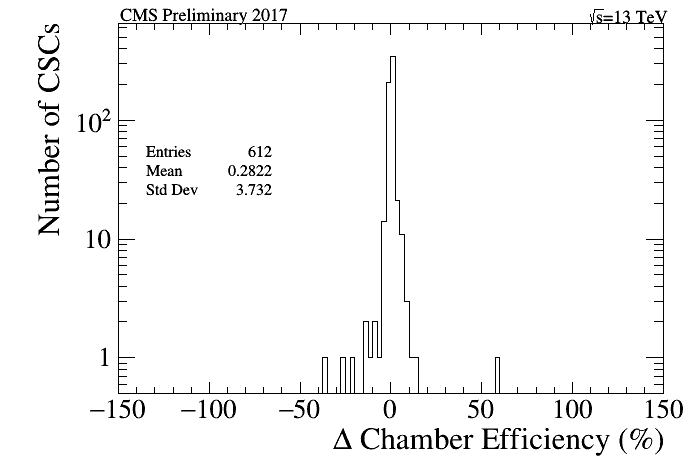 CMS Preliminary 2017
√s=13 TeV
Number of CSCs
10²
10
1
Entries 612
Mean 0.2822
Std Dev 3.732
−150 −100 −50 0 50 100 150
Δ Chamber Efficiency (%)